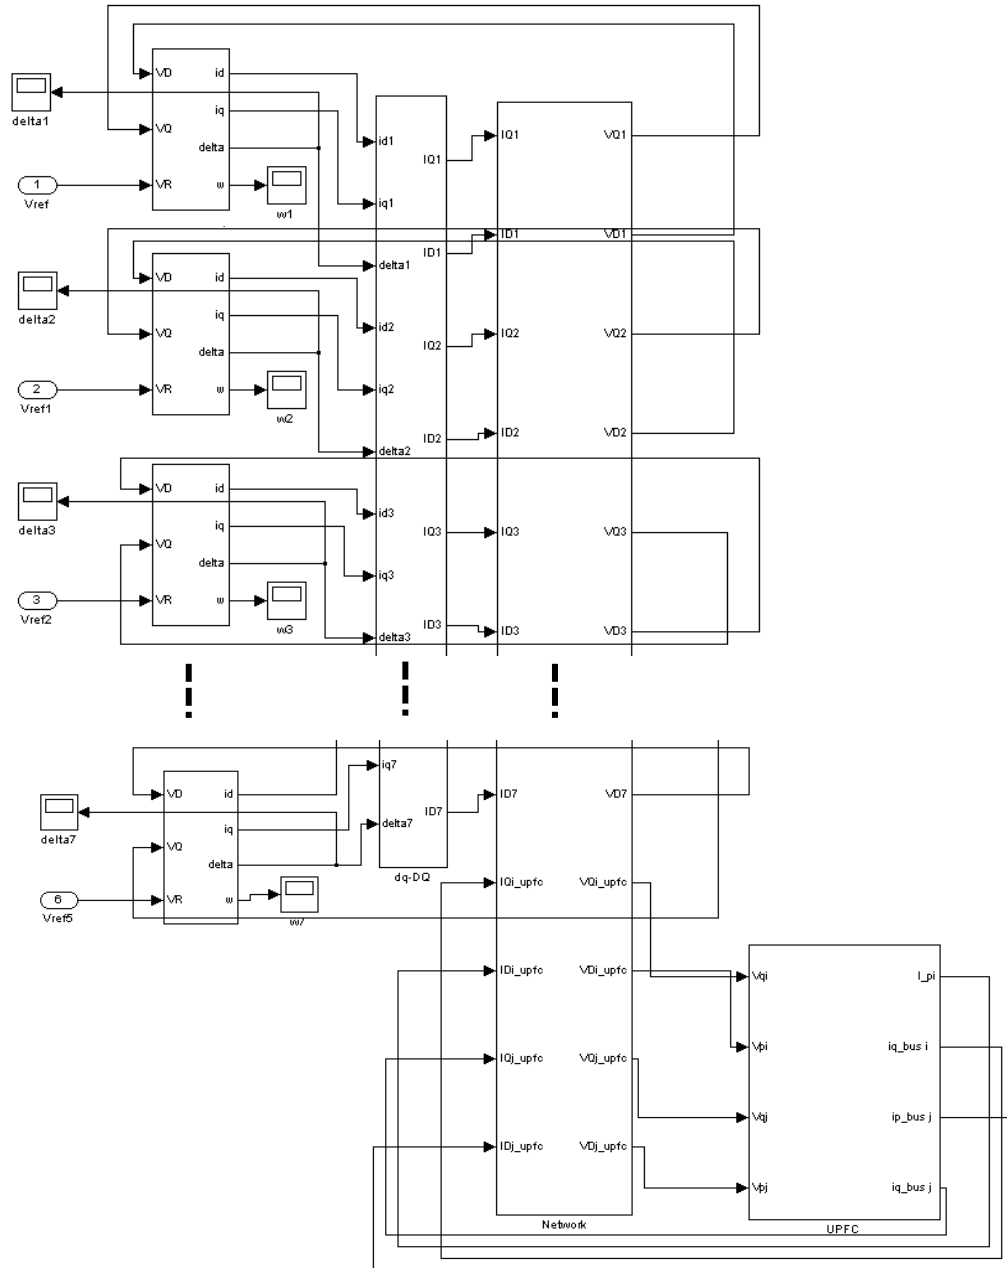 VD
id
delta1
VQ
iq
delta
1
Vref
VR
w
w1
id1
iq1
delta1
IQ1
ID1
IQ1
ID1
VQ1
VD1
VD
id
delta2
VQ
iq
delta
2
Vref1
VR
w
w2
id2
iq2
delta2
IQ2
ID2
IQ2
ID2
VQ2
VD2
VD
id
delta3
VQ
iq
delta
3
Vref2
VR
w
w3
id3
iq3
delta3
IQ3
ID3
IQ3
ID3
VQ3
VD3
VD
id
delta7
VQ
iq
delta
6
Vref5
VR
w
w7
iq7
delta7
ID7
dq-DQ
ID7
VD7
IQi_upfc
VQi_upfc
IDi_upfc
VDi_upfc
IQj_upfc
VQj_upfc
IDj_upfc
VDj_upfc
Network
Vqi
I_pi
Vpi
iq_bus i
Vqj
ip_bus j
Vpj
iq_bus j
UPFC